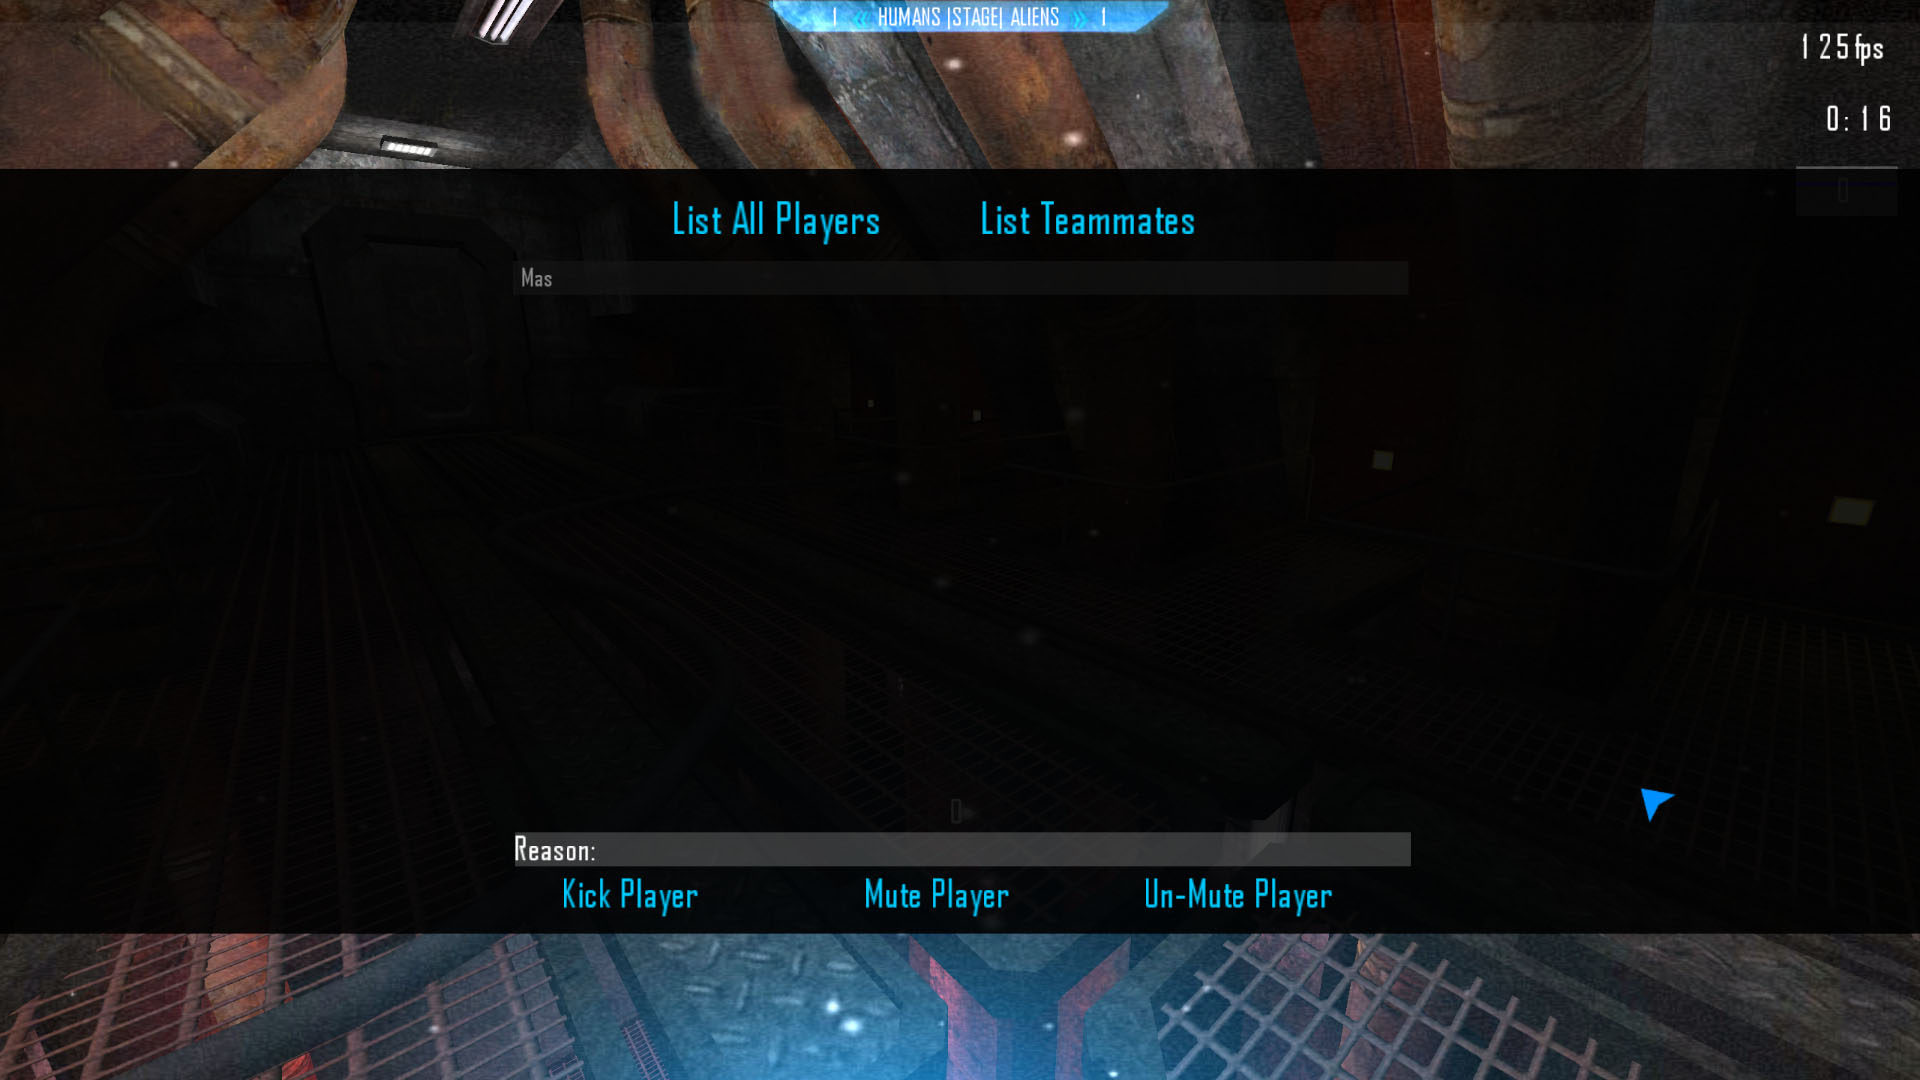 1 « HUMANS |STAGE| ALIENS » 1
125fps
0:16
List All Players List Teammates
Mas
Reason:
Kick Player Mute Player Un-Mute Player